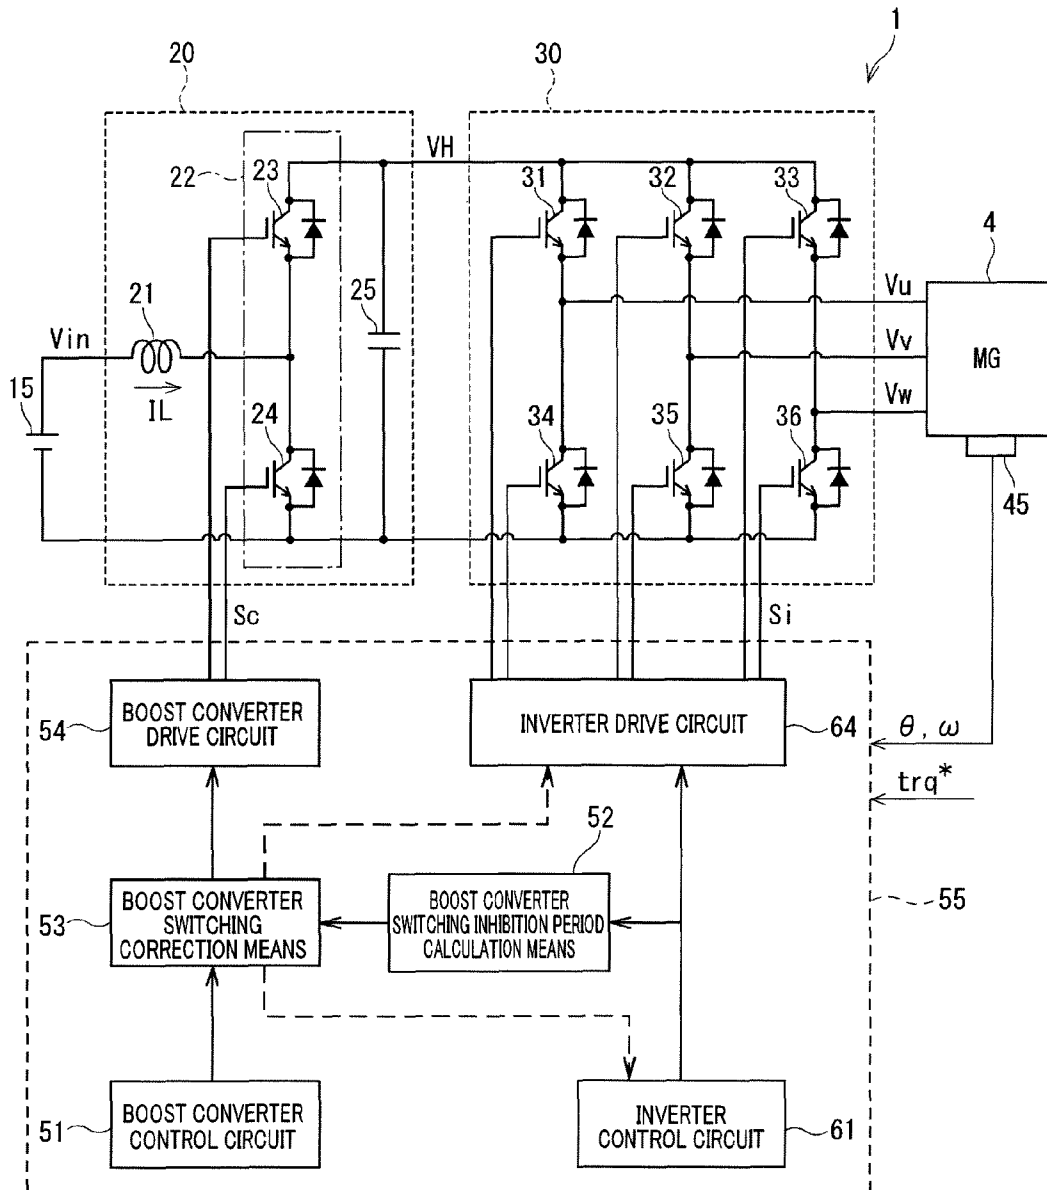 1
20
30
VH
22
23
31
32
33
4
21
25
Vu
Vin
Vv
MG
15
IL
Vw
24
34
35
36
45
Sc
Si
54
BOOST CONVERTER
DRIVE CIRCUIT
INVERTER DRIVE CIRCUIT
64
θ, ω
trq*
52
53
BOOST CONVERTER
SWITCHING
CORRECTION MEANS
BOOST CONVERTER
SWITCHING INHIBITION PERIOD
CALCULATION MEANS
55
51
BOOST CONVERTER
CONTROL CIRCUIT
INVERTER
CONTROL CIRCUIT
61